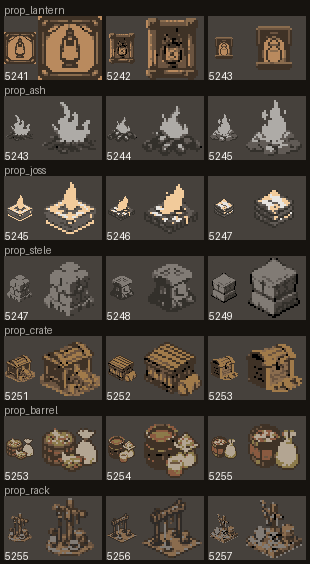 prop_lantern
5241 5242 5243
prop_ash
5243 5244 5245
prop_joss
5245 5246 5247
prop_stele
5247 5248 5249
prop_crate
5251 5252 5253
prop_barrel
5253 5254 5255
prop_rack
5255 5256 5257